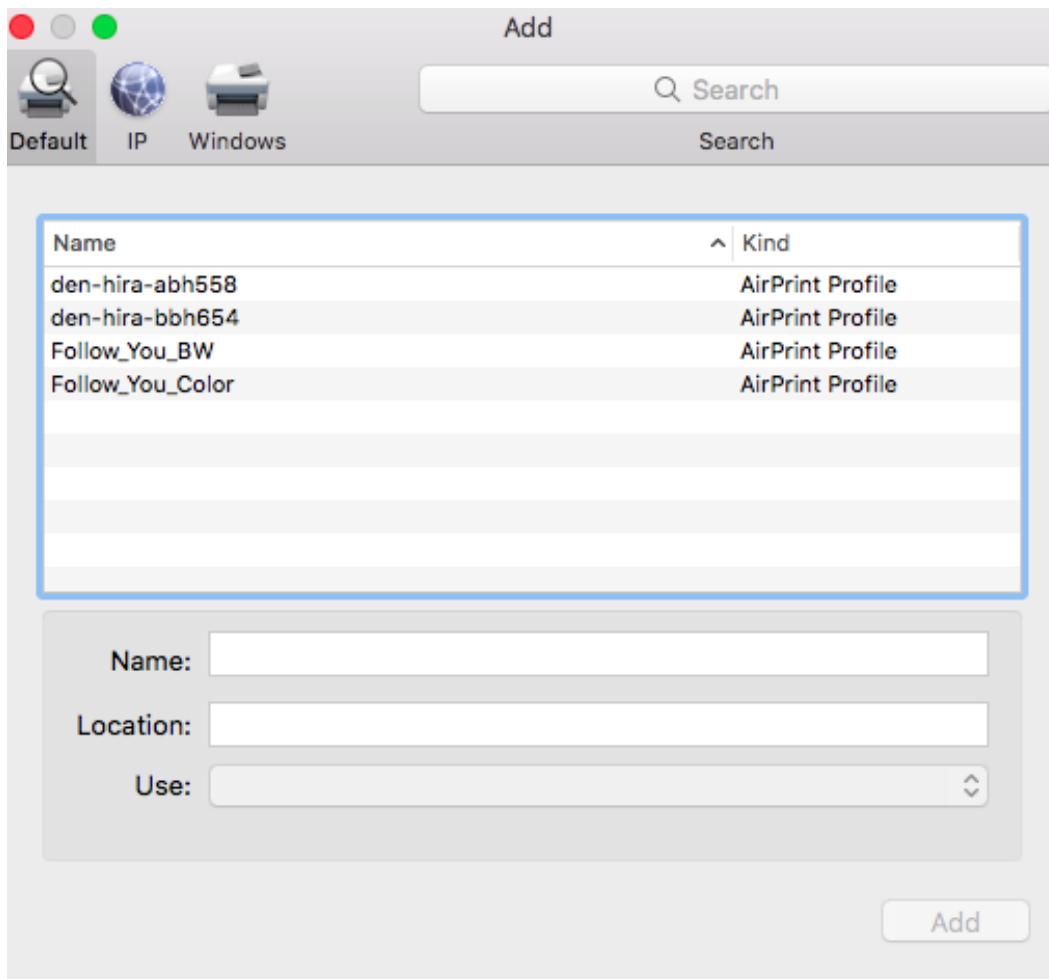 Add
Search
Default IP Windows Search
Name Kind
den-hira-abh558 AirPrint Profile
den-hira-bbh654 AirPrint Profile
Follow_You_BW AirPrint Profile
Follow_You_Color AirPrint Profile
Name:
Location:
Use:
Add